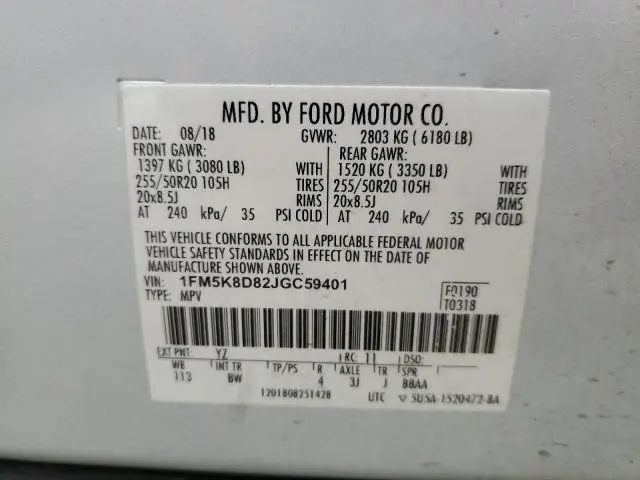 MFD. BY FORD MOTOR CO.
DATE: 08/18 GVWR: 2803 KG ( 6180 LB)
FRONT GAWR: REAR GAWR:
1397 KG ( 3080 LB) WITH 1520 KG ( 3350 LB) WITH
255/50R20 105H TIRES 255/50R20 105H TIRES
20x8.5J RIMS 20x8.5J RIMS
AT 240 kPa/ 35 PSI COLD AT 240 kPa/ 35 PSI COLD
THIS VEHICLE CONFORMS TO ALL APPLICABLE FEDERAL MOTOR
VEHICLE SAFETY STANDARDS IN EFFECT ON THE DATE OF
MANUFACTURE SHOWN ABOVE.
VIN: 1FM5K8D82JGC59401 F0190
TYPE: MPV T0318
EXT PNT: YZ RC: 11 DSO:
WB INT TR TP/PS R AXLE TR SPR
113 BW 4 3J J BBAA
1201808251428 UTC 5U5A-1520472-BA